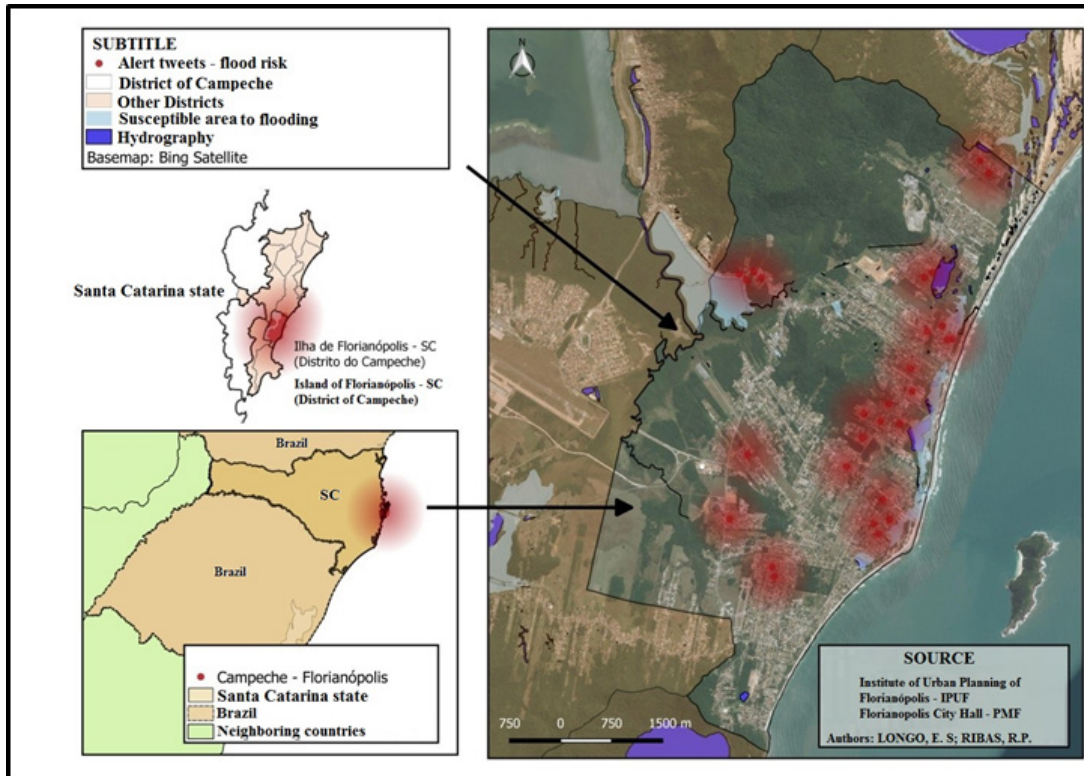 SUBTITLE
Alert tweets - flood risk
District of Campeche
Other Districts
Susceptible area to flooding
Hydrography
Basemap: Bing Satellite
Santa Catarina state
Ilha de Florianópolis - SC
(Distrito do Campeche)
Island of Florianópolis - SC
(District of Campeche)
Brazil
SC
Brazil
Campeche - Florianópolis
Santa Catarina state
Brazil
Neighboring countries
N
750 0 750 1500 m
SOURCE
Institute of Urban Planning of
Florianópolis - IPUF
Florianopolis City Hall - PMF
Authors: LONGO, E. S; RIBAS, R.P.